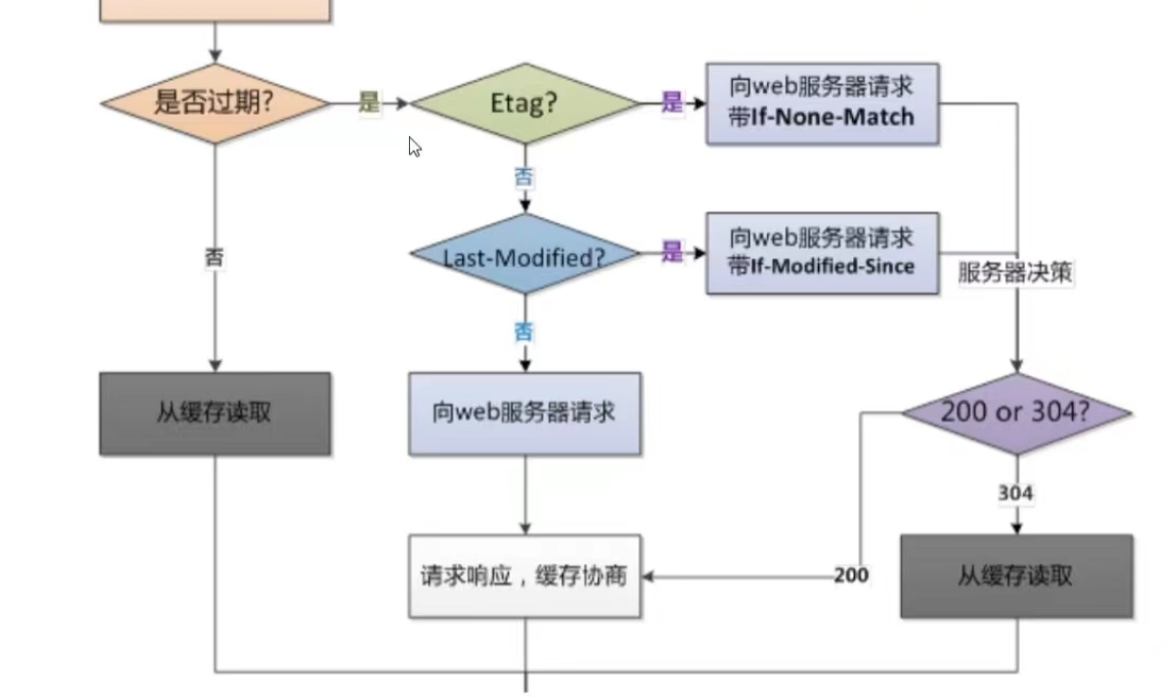 是否过期?
是
Etag?
是
向web服务器请求
带If-None-Match
否
否
Last-Modified?
是
向web服务器请求
带If-Modified-Since
服务器决策
否
从缓存读取
向web服务器请求
200 or 304?
304
请求响应，缓存协商
200
从缓存读取